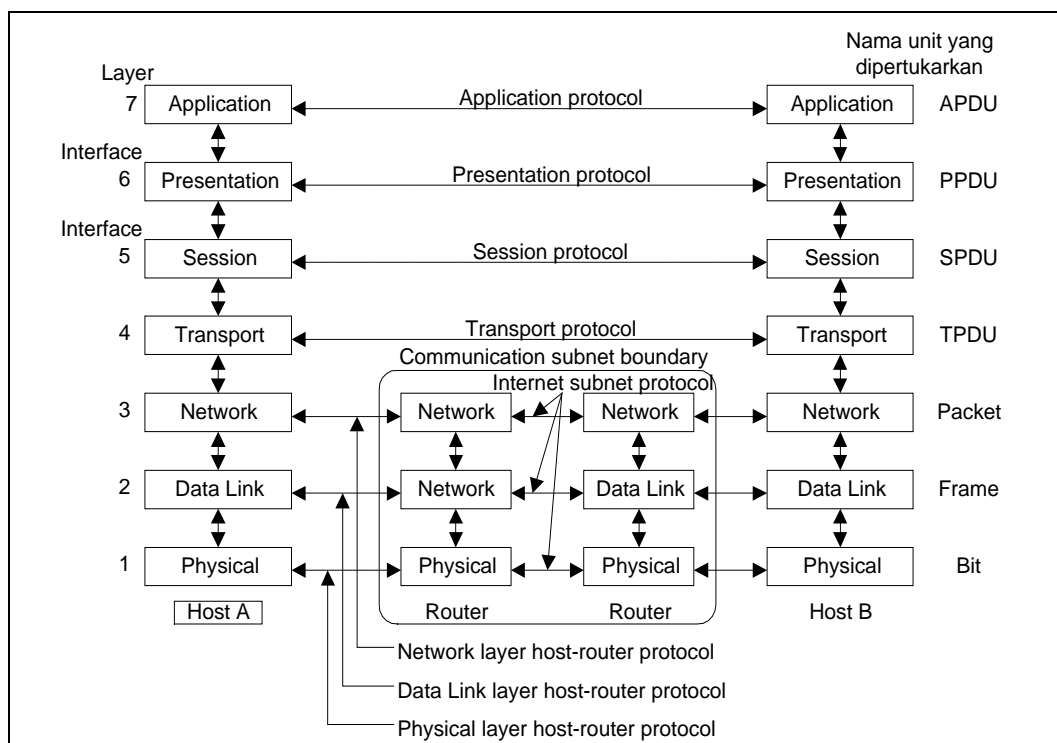 Nama unit yang
dipertukarkan
Layer
7 Application Application protocol Application APDU
Interface
6 Presentation Presentation protocol Presentation PPDU
Interface
5 Session Session protocol Session SPDU
4 Transport Transport protocol Transport TPDU
Communication subnet boundary
Internet subnet protocol
3 Network Network Network Network Packet
2 Data Link Network Data Link Data Link Frame
1 Physical Physical Physical Physical Bit
Host A Router Router Host B
Network layer host-router protocol
Data Link layer host-router protocol
Physical layer host-router protocol